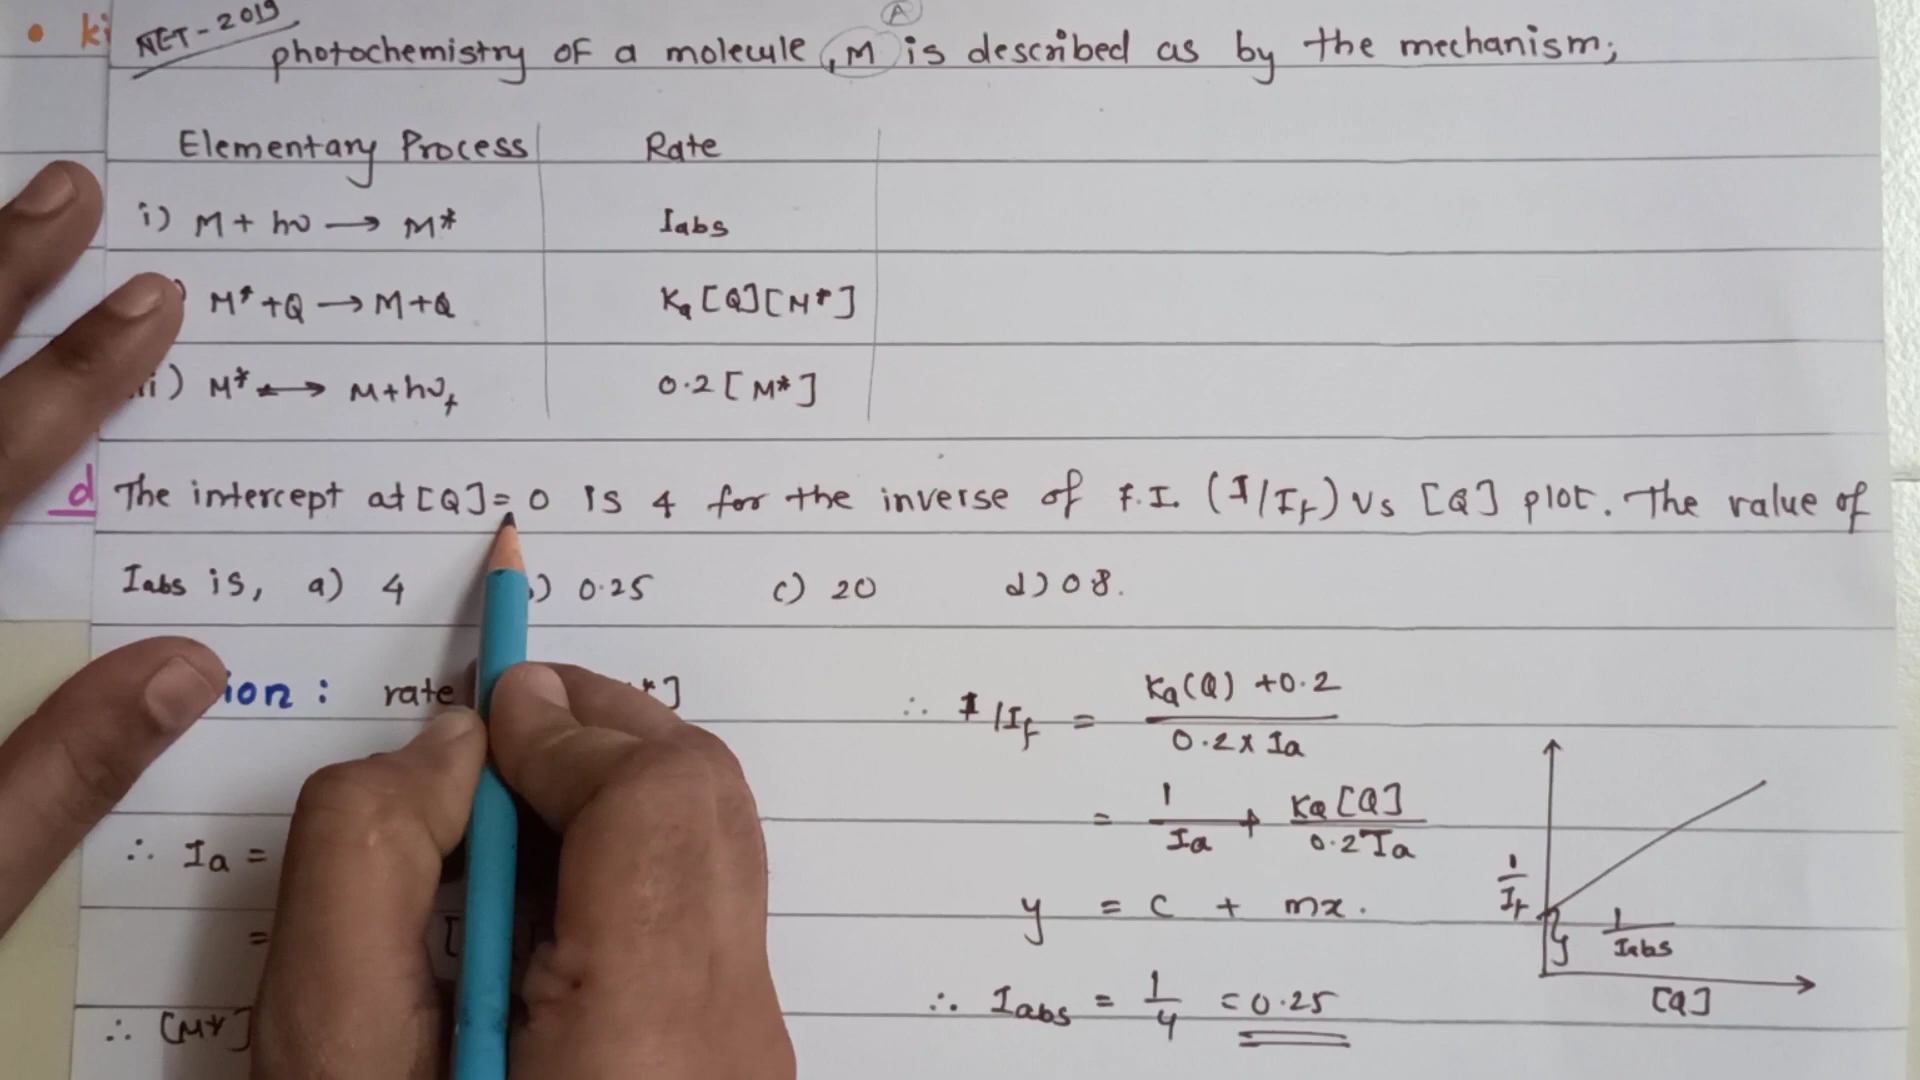 • ki NET-2019
A
photochemistry of a molecule, M is described as by the mechanism;
Elementary Process Rate
i) M + hν → M* Iabs
) M* + Q → M + Q Kq [Q][M*]
i) M* ↔ M + hνf 0.2 [M*]
d The intercept at [Q] = 0 is 4 for the inverse of F.I. (I/If) Vs [Q] plot. The value of
Iabs is, a) 4 ) 0.25 c) 20 d) 0 8.
ion : rate *]
∴ I/If = Kq(Q) + 0.2 / 0.2 x Ia
= 1/Ia + KQ [Q] / 0.2 Ia
∴ Ia =
y = c + mx.
=
1/If 1/Iabs
∴ Iabs = 1/4 = 0.25
[Q]
∴ [M*]